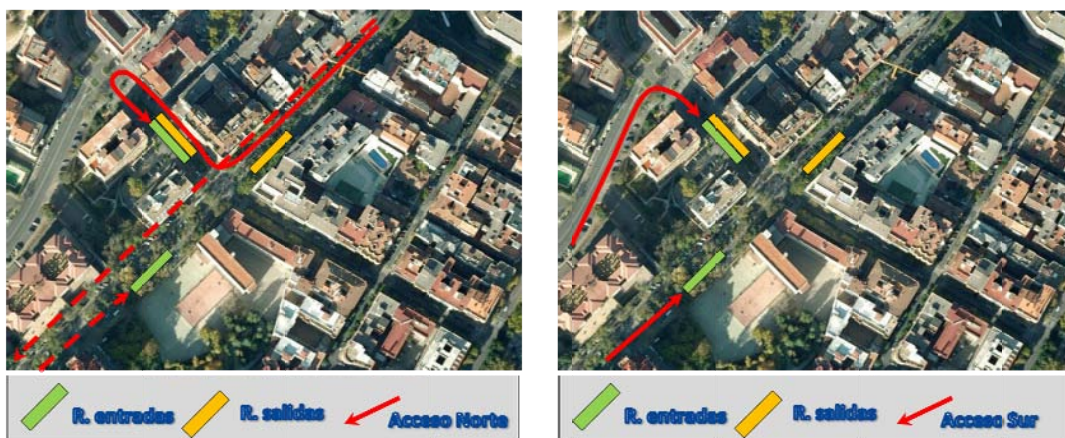 R. entradas
R. salidas
Acceso Norte
R. entradas
R. salidas
Acceso Sur